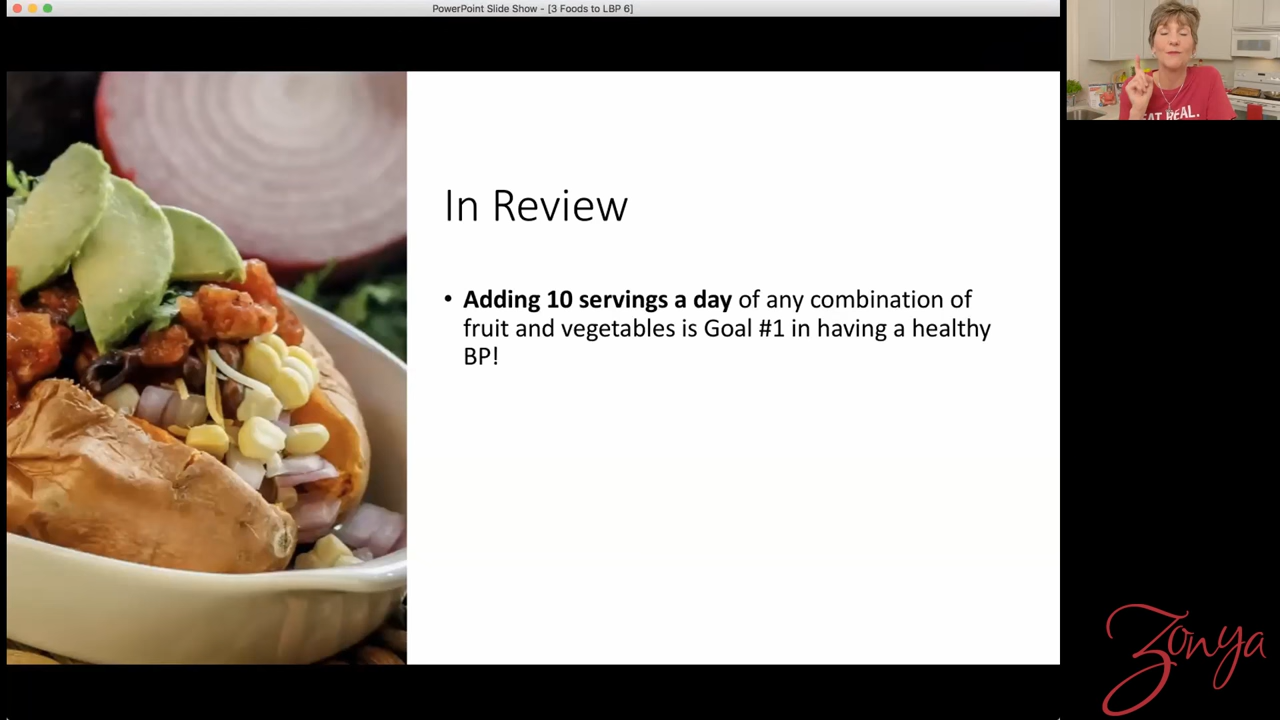 PowerPoint Slide Show - [3 Foods to LBP 6]
EAT REAL.
In Review
• Adding 10 servings a day of any combination of
fruit and vegetables is Goal #1 in having a healthy
BP!
Zonya